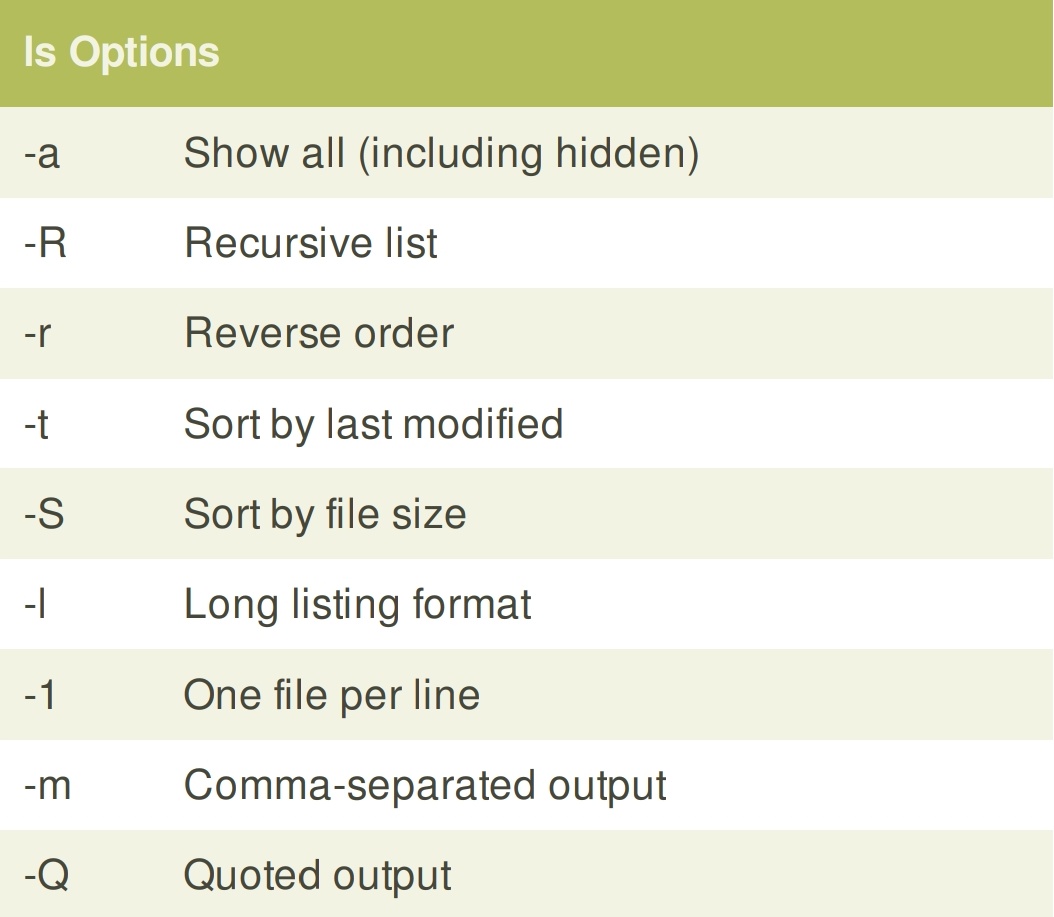 ls Options
-a Show all (including hidden)
-R Recursive list
-r Reverse order
-t Sort by last modified
-S Sort by file size
-l Long listing format
-1 One file per line
-m Comma-separated output
-Q Quoted output